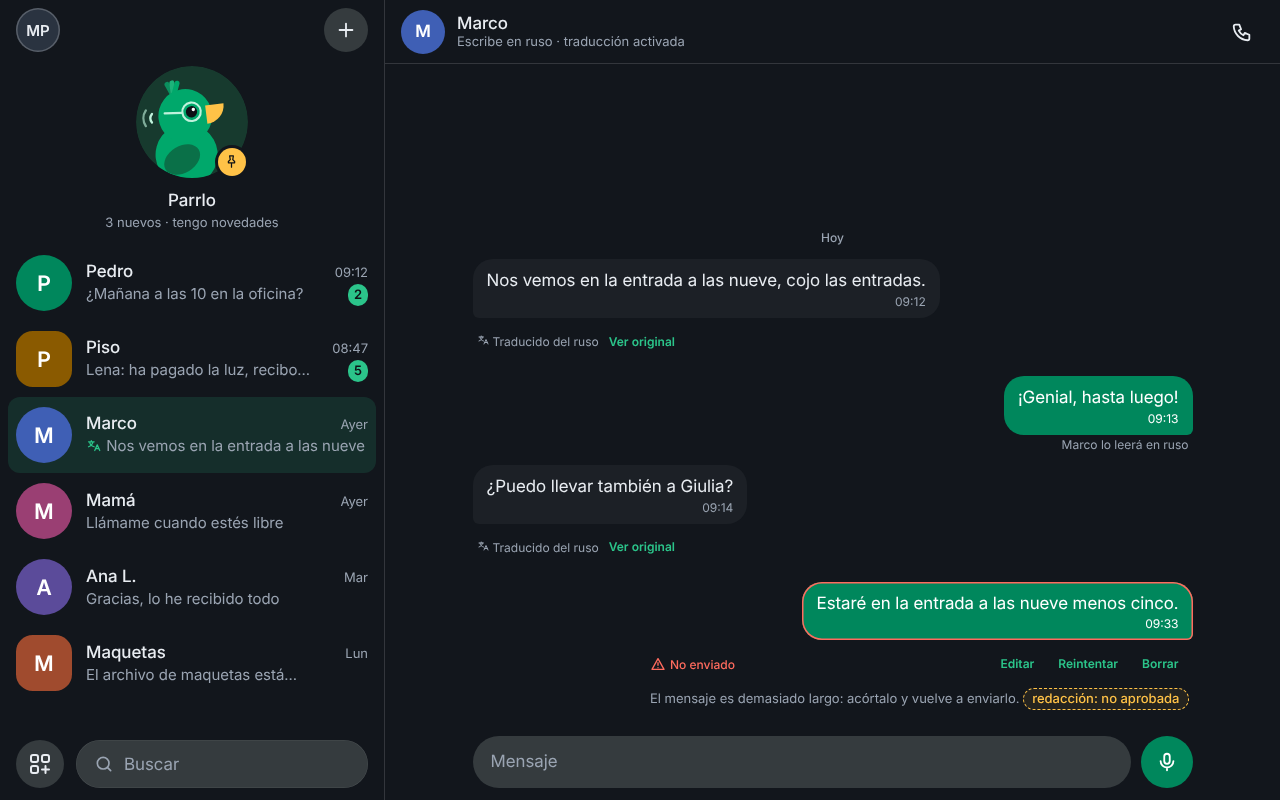 MP
Parrlo
3 nuevos · tengo novedades
P
Pedro
09:12
¿Mañana a las 10 en la oficina?
2
P
Piso
08:47
Lena: ha pagado la luz, recibo...
5
M
Marco
Ayer
Nos vemos en la entrada a las nueve
M
Mamá
Ayer
Llámame cuando estés libre
A
Ana L.
Mar
Gracias, lo he recibido todo
M
Maquetas
Lun
El archivo de maquetas está...
Buscar
M
Marco
Escribe en ruso · traducción activada
Hoy
Nos vemos en la entrada a las nueve, cojo las entradas.
09:12
Traducido del ruso Ver original
¡Genial, hasta luego!
09:13
Marco lo leerá en ruso
¿Puedo llevar también a Giulia?
09:14
Traducido del ruso Ver original
Estaré en la entrada a las nueve menos cinco.
09:33
No enviado Editar Reintentar Borrar
El mensaje es demasiado largo: acórtalo y vuelve a enviarlo. redacción: no aprobada
Mensaje